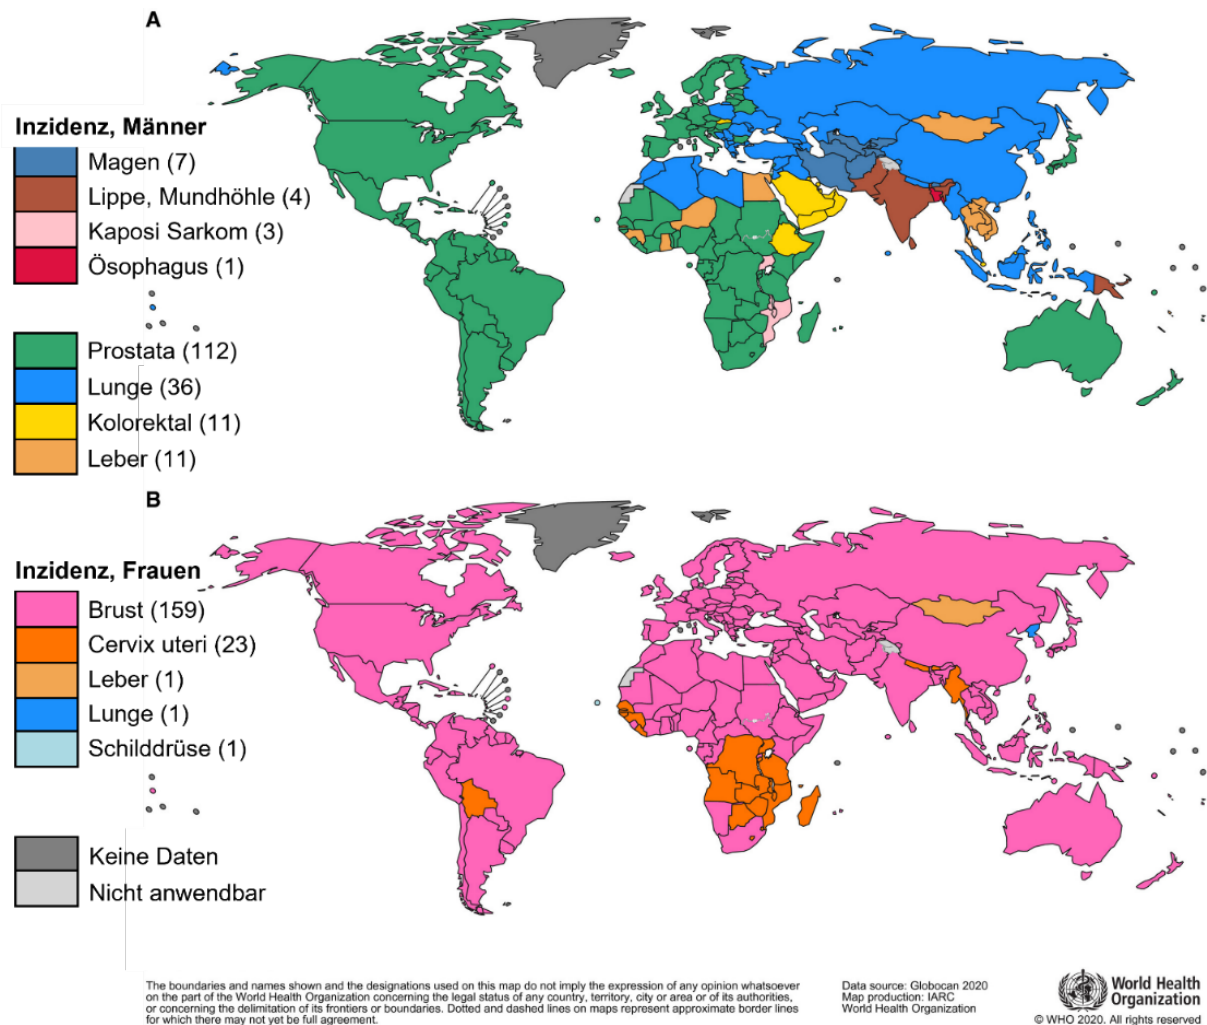 A
Inzidenz, Männer
Magen (7)
Lippe, Mundhöhle (4)
Kaposi Sarkom (3)
Ösophagus (1)
Prostata (112)
Lunge (36)
Kolorektal (11)
Leber (11)
B
Inzidenz, Frauen
Brust (159)
Cervix uteri (23)
Leber (1)
Lunge (1)
Schilddrüse (1)
Keine Daten
Nicht anwendbar
The boundaries and names shown and the designations used on this map do not imply the expression of any opinion whatsoever
on the part of the World Health Organization concerning the legal status of any country, territory, city or area or of its authorities,
or concerning the delimitation of its frontiers or boundaries. Dotted and dashed lines on maps represent approximate border lines
for which there may not yet be full agreement.
Data source: Globocan 2020
Map production: IARC
World Health Organization
World Health
Organization
© WHO 2020. All rights reserved